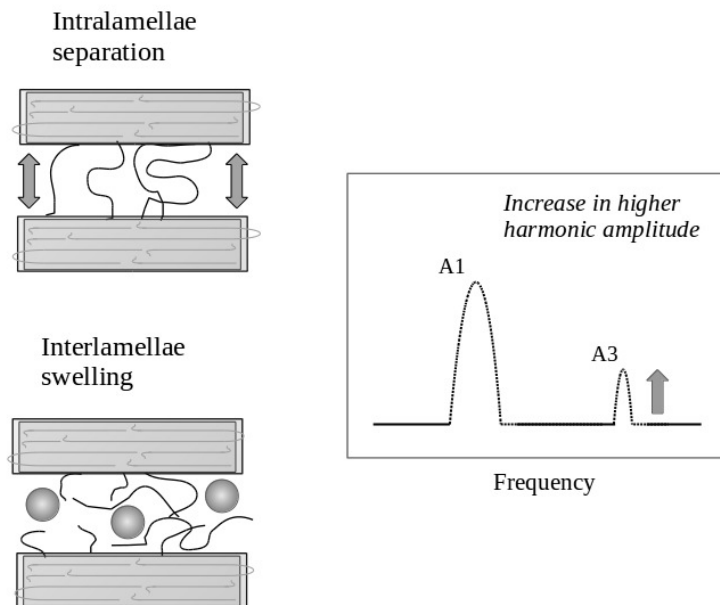 Intralamellae
separation
Increase in higher
harmonic amplitude
A1
A3
Interlamellae
swelling
Frequency